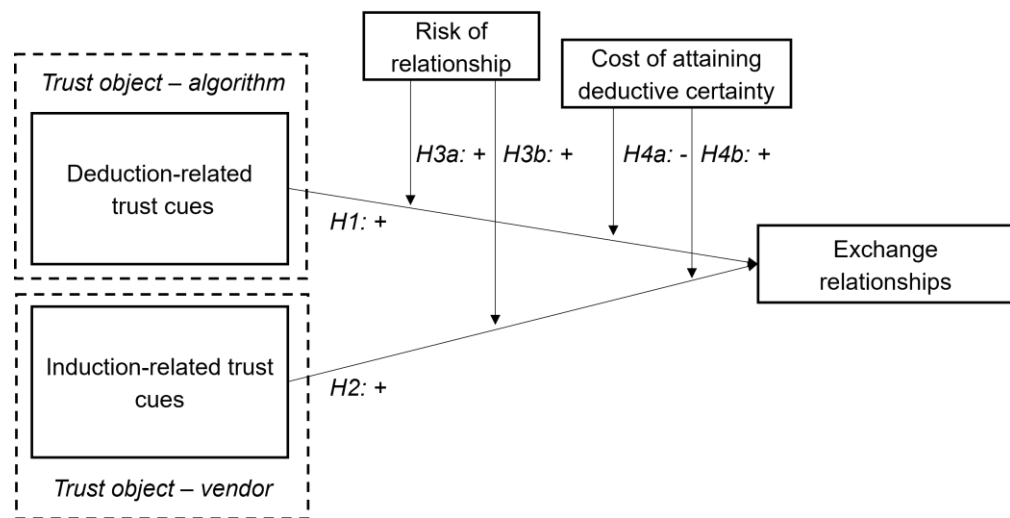 Risk of
relationship
Cost of attaining
deductive certainty
Trust object – algorithm
Deduction-related
trust cues
H3a: +
H3b: +
H4a: -
H4b: +
H1: +
Exchange
relationships
Induction-related trust
cues
H2: +
Trust object – vendor